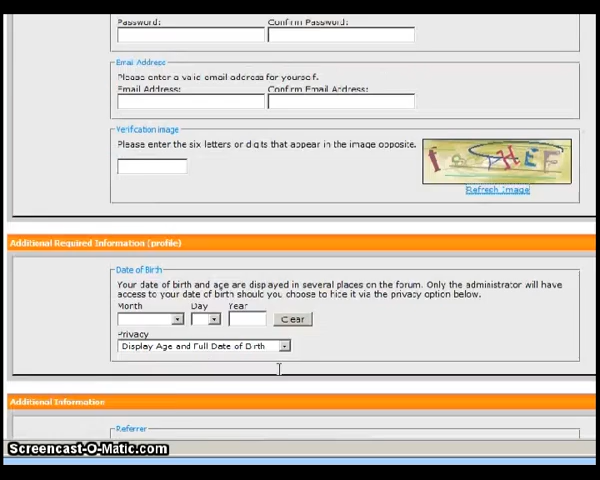 Password:
Confirm Password:
Email Address
Please enter a valid email address for yourself.
Email Address:
Confirm Email Address:
Verification Image
Please enter the six letters or digits that appear in the image opposite.
Refresh Image
Additional Required Information (profile)
Date of Birth
Your date of birth and age are displayed in several places on the forum. Only the administrator will have
access to your date of birth should you choose to hide it via the privacy option below.
Month
Day
Year
Clear
Privacy
Display Age and Full Date of Birth
Additional Information
Referrer
Screencast-O-Matic.com